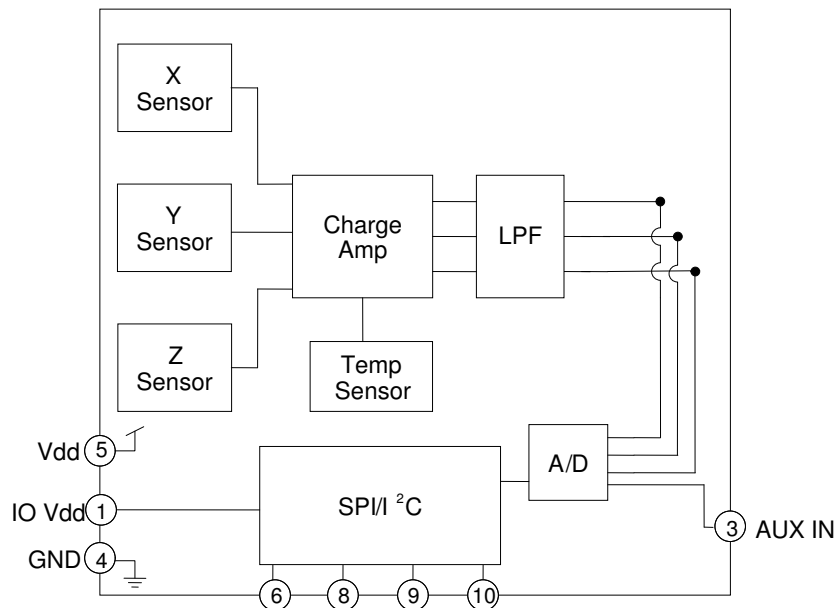 X
Sensor
Y
Sensor
Charge
Amp
LPF
Z
Sensor
Temp
Sensor
Vdd 5
A/D
IO Vdd 1
SPI/I ²C
3 AUX IN
GND 4
6 8 9 10